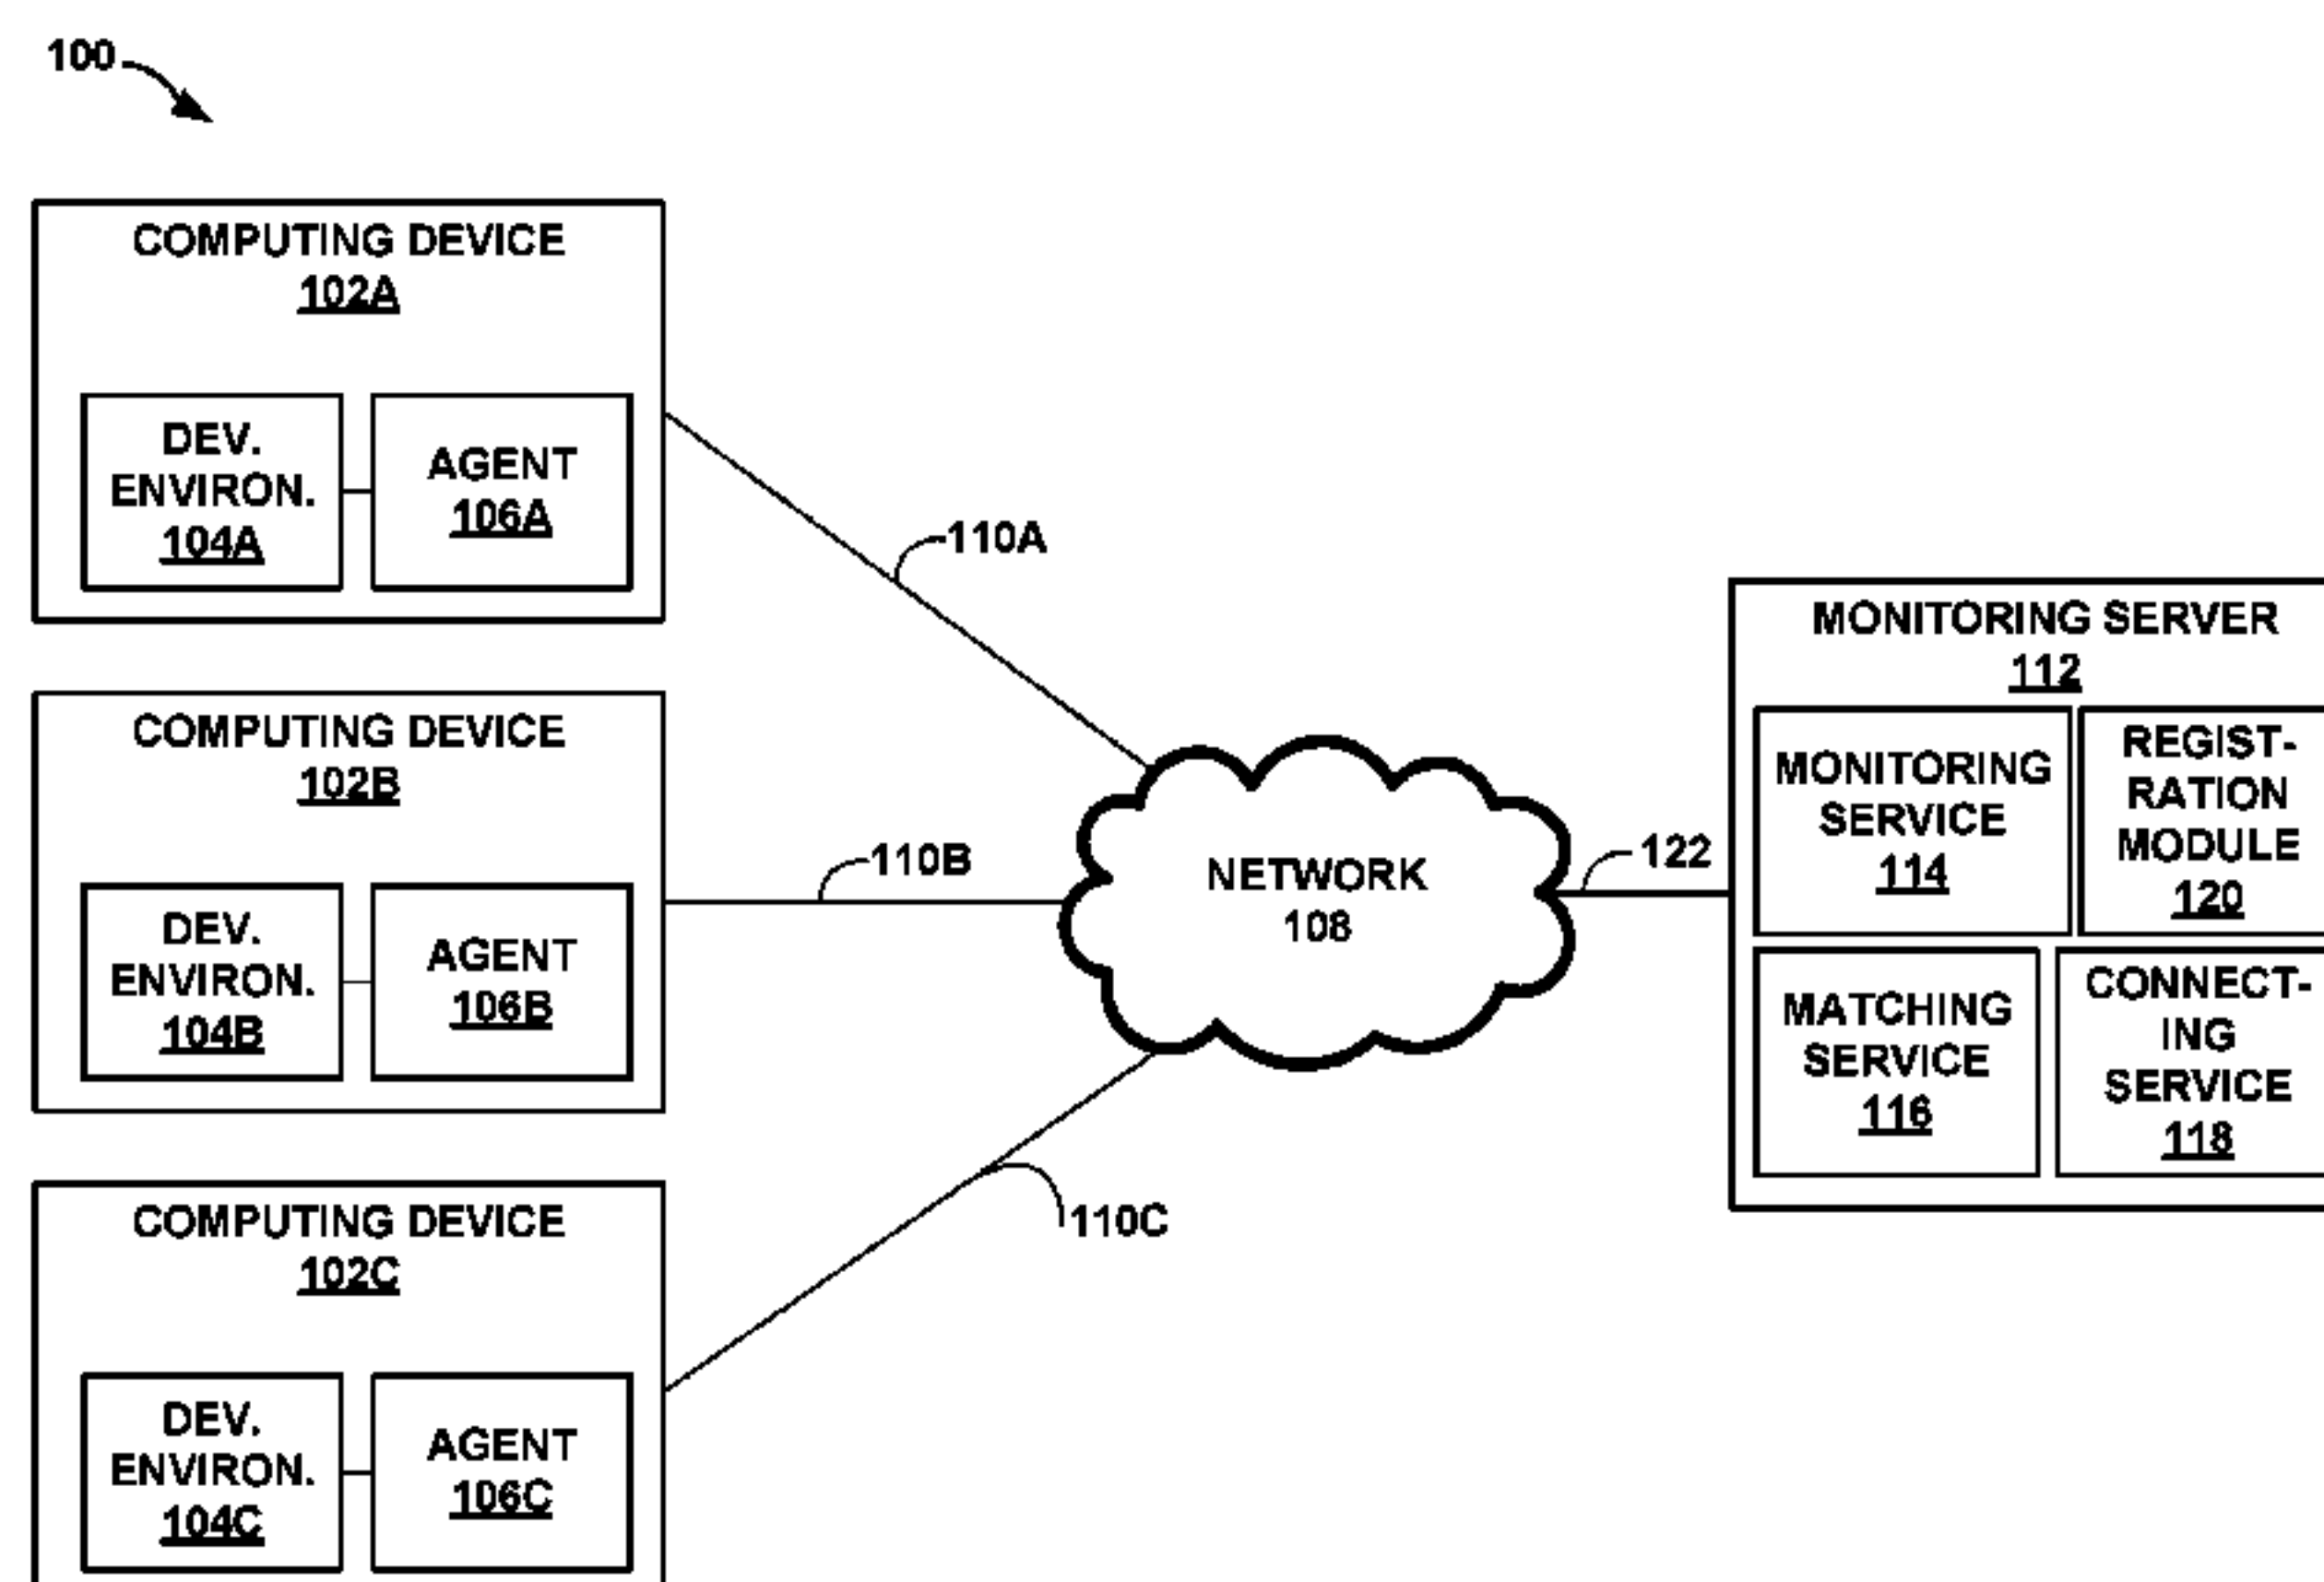 100
COMPUTING DEVICE
102A
DEV.
ENVIRON.
104A
AGENT
106A
110A
COMPUTING DEVICE
102B
DEV.
ENVIRON.
104B
AGENT
106B
110B
COMPUTING DEVICE
102C
DEV.
ENVIRON.
104C
AGENT
106C
110C
NETWORK
108
122
MONITORING SERVER
112
MONITORING
SERVICE
114
REGIST-
RATION
MODULE
120
MATCHING
SERVICE
116
CONNECT-
ING
SERVICE
118